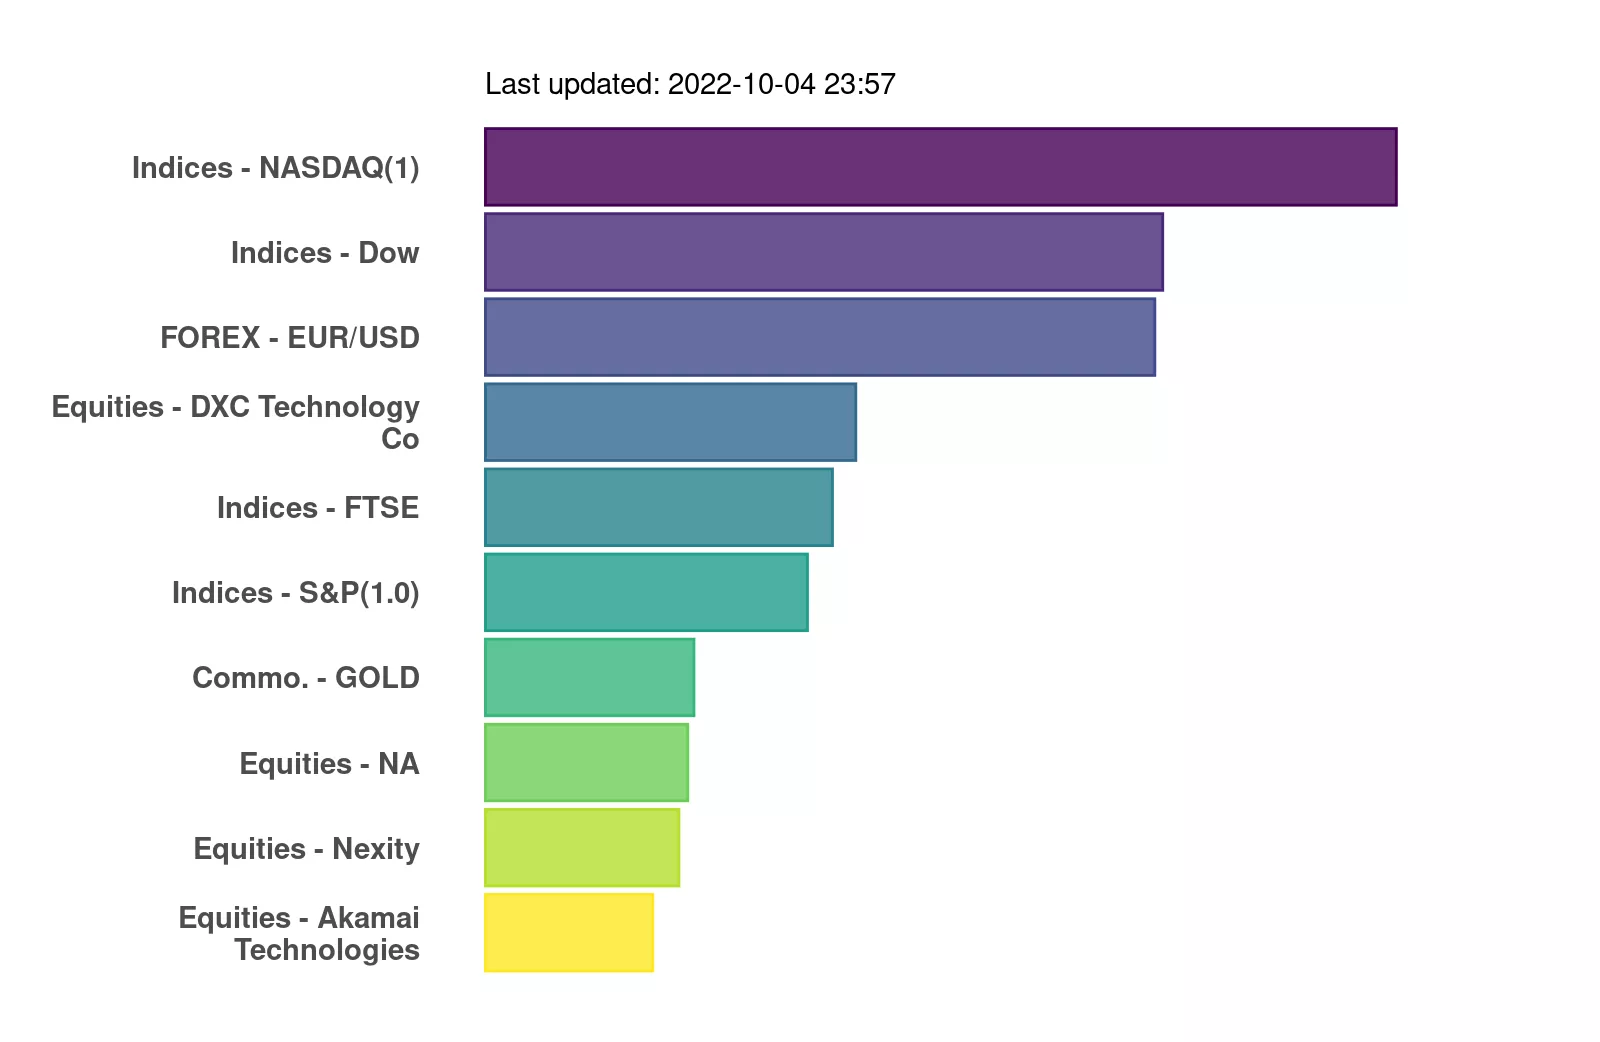 Last updated: 2022-10-04 23:57
Indices - NASDAQ(1)
Indices - Dow
FOREX - EUR/USD
Equities - DXC Technology
Co
Indices - FTSE
Indices - S&P(1.0)
Commo. - GOLD
Equities - NA
Equities - Nexity
Equities - Akamai
Technologies